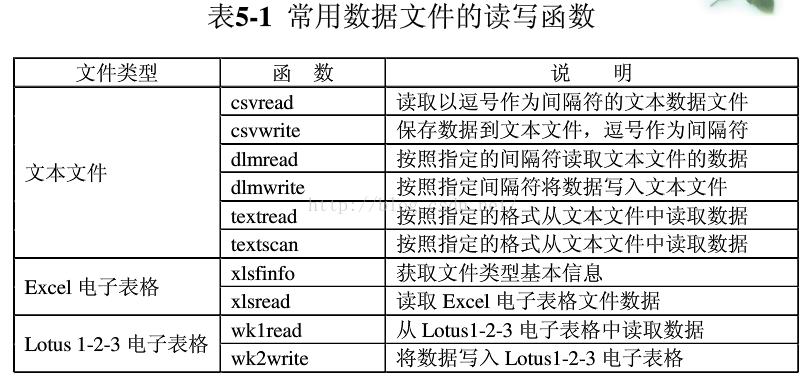 表5-1 常用数据文件的读写函数
文件类型 函 数 说 明
文本文件
csvread 读取以逗号作为间隔符的文本数据文件
csvwrite 保存数据到文本文件，逗号作为间隔符
dlmread 按照指定的间隔符读取文本文件的数据
dlmwrite 按照指定间隔符将数据写入文本文件
textread 按照指定的格式从文本文件中读取数据
textscan 按照指定的格式从文本文件中读取数据
Excel 电子表格
xlsfinfo 获取文件类型基本信息
xlsread 读取 Excel 电子表格文件数据
Lotus 1-2-3 电子表格
wk1read 从 Lotus1-2-3 电子表格中读取数据
wk2write 将数据写入 Lotus1-2-3 电子表格